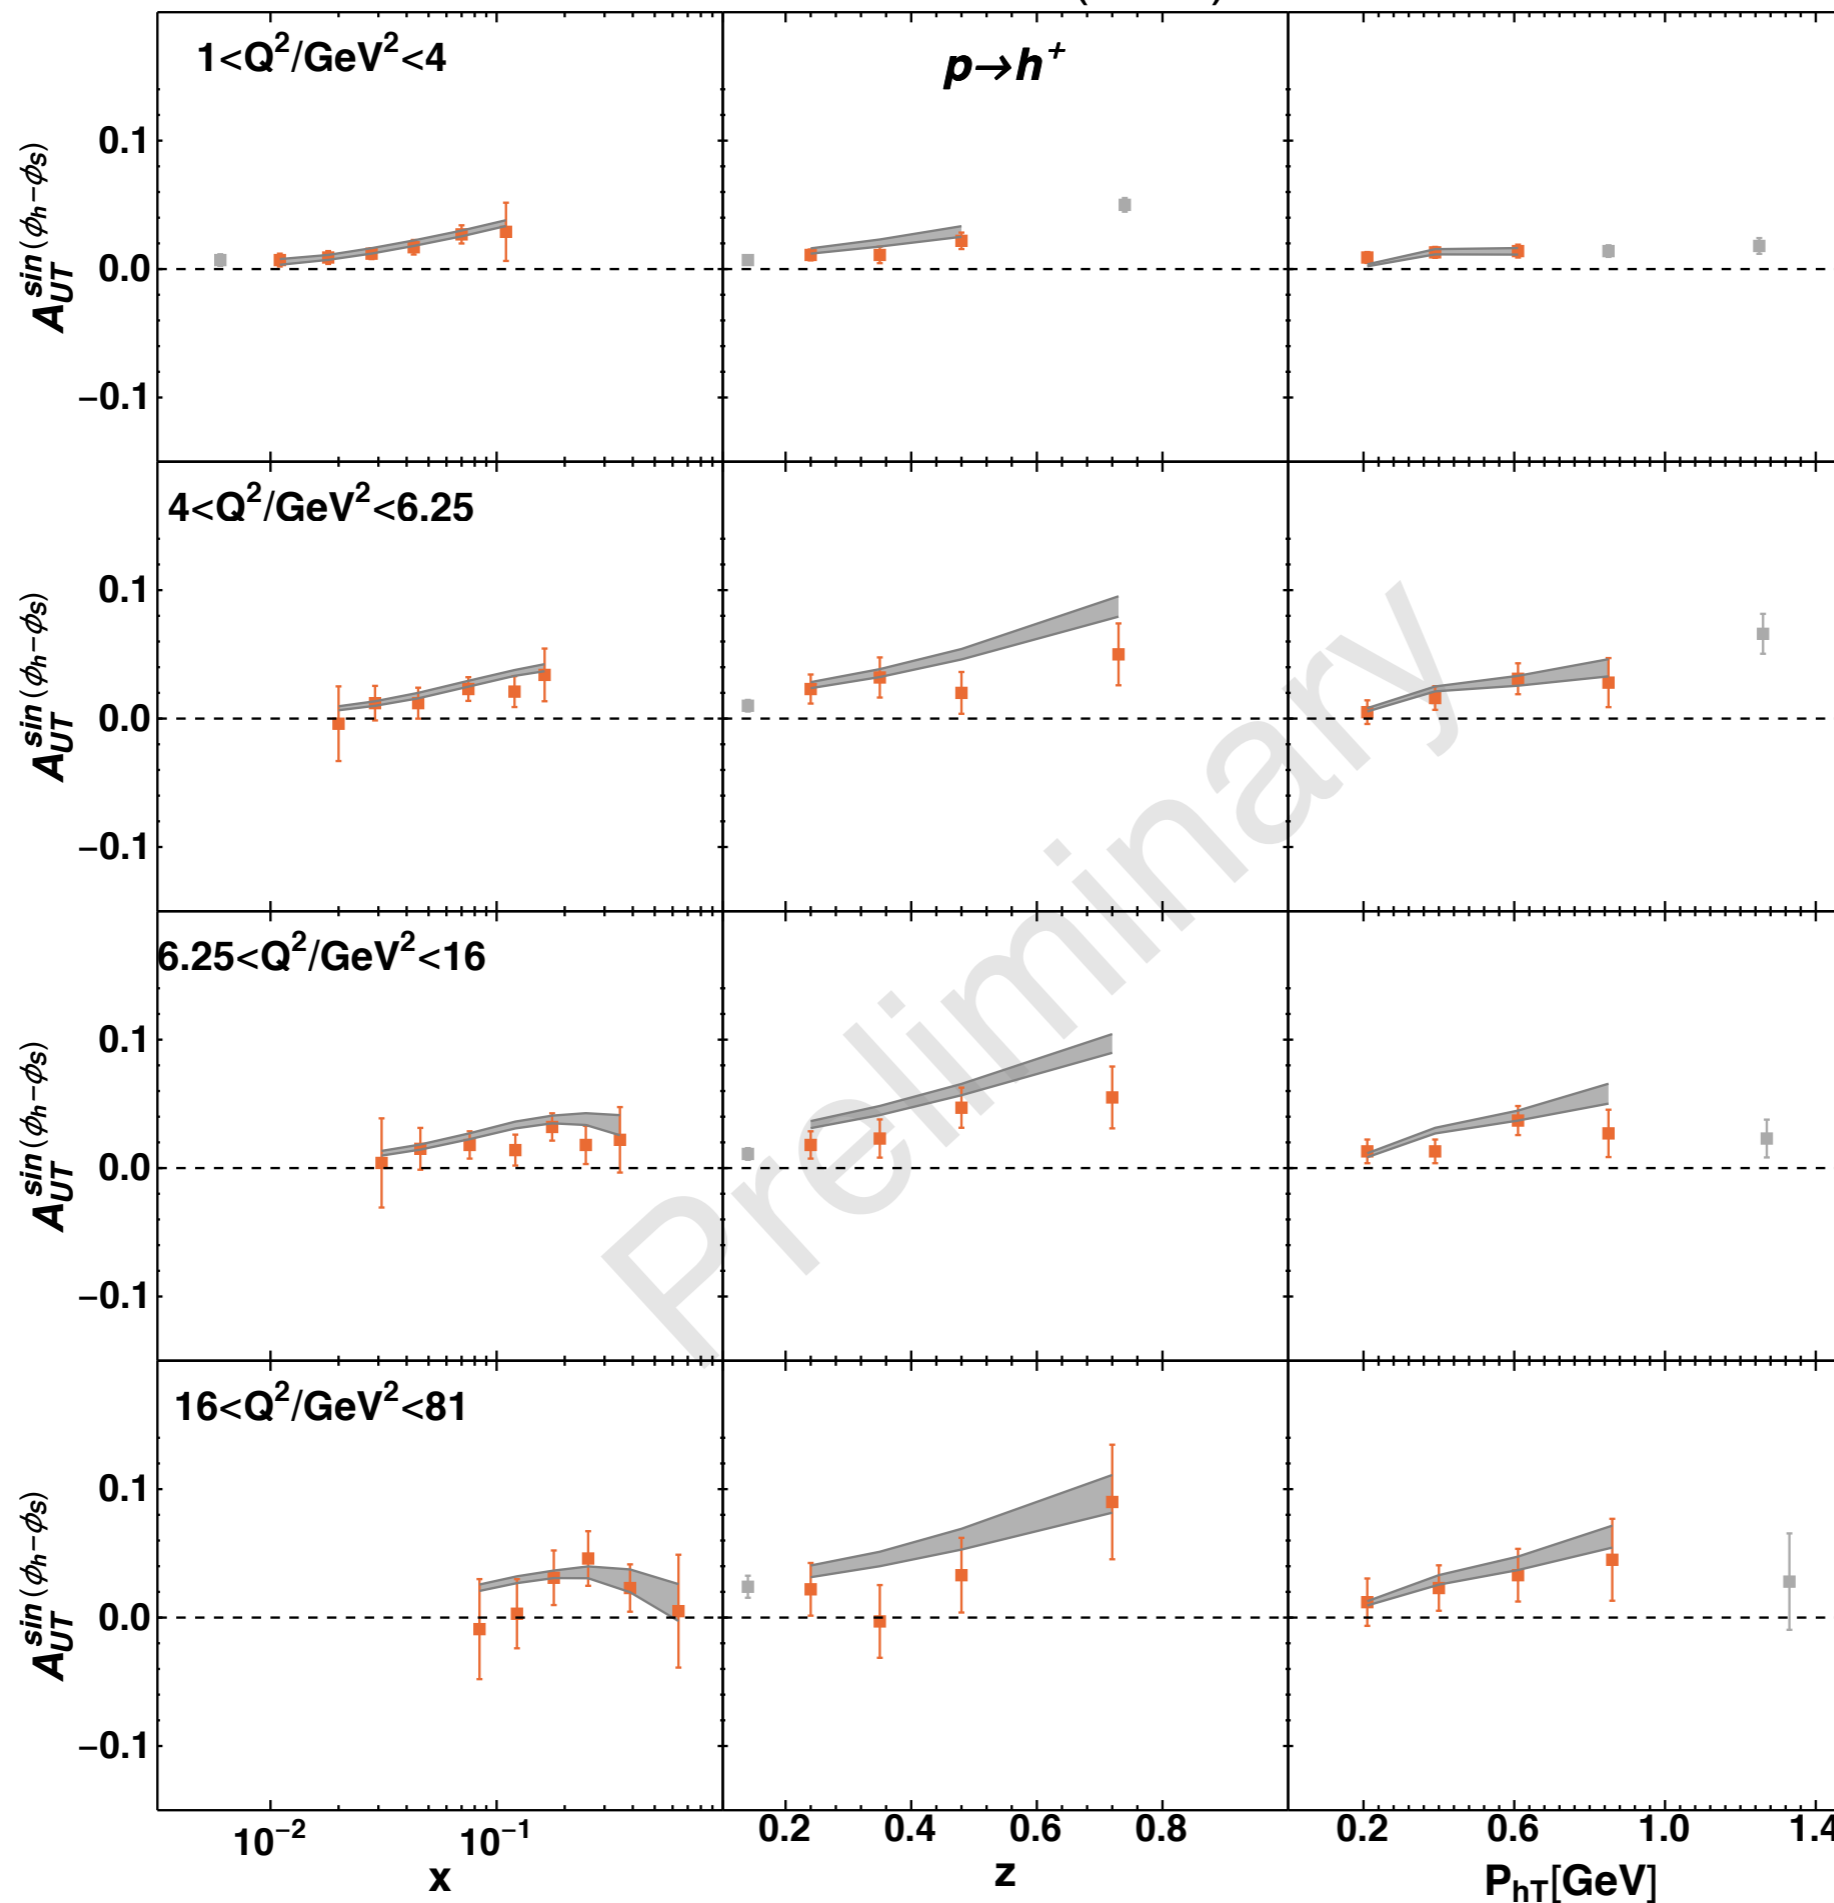 1<Q²/GeV²<4
p→h⁺
0.1
0.0
−0.1
A_UT^sin(ϕh−ϕS)
4<Q²/GeV²<6.25
0.1
0.0
−0.1
A_UT^sin(ϕh−ϕS)
6.25<Q²/GeV²<16
0.1
0.0
−0.1
A_UT^sin(ϕh−ϕS)
16<Q²/GeV²<81
0.1
0.0
−0.1
A_UT^sin(ϕh−ϕS)
Preliminary
10⁻² 10⁻¹ 0.2 0.4 0.6 0.8 0.2 0.6 1.0 1.4
x z P_hT[GeV]